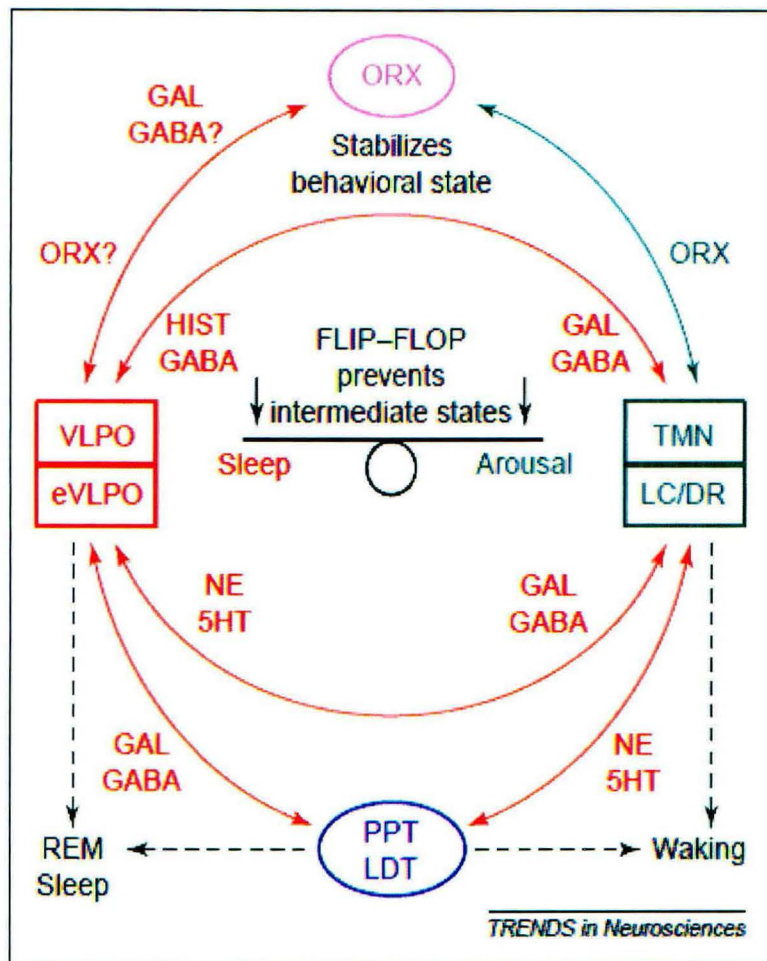 ORX
GAL
GABA?
Stabilizes
behavioral state
ORX?
ORX
HIST
GABA
GAL
GABA
FLIP–FLOP
prevents
intermediate states
VLPO
eVLPO
Sleep
Arousal
TMN
LC/DR
NE
5HT
GAL
GABA
GAL
GABA
NE
5HT
REM
Sleep
PPT
LDT
Waking
TRENDS in Neurosciences